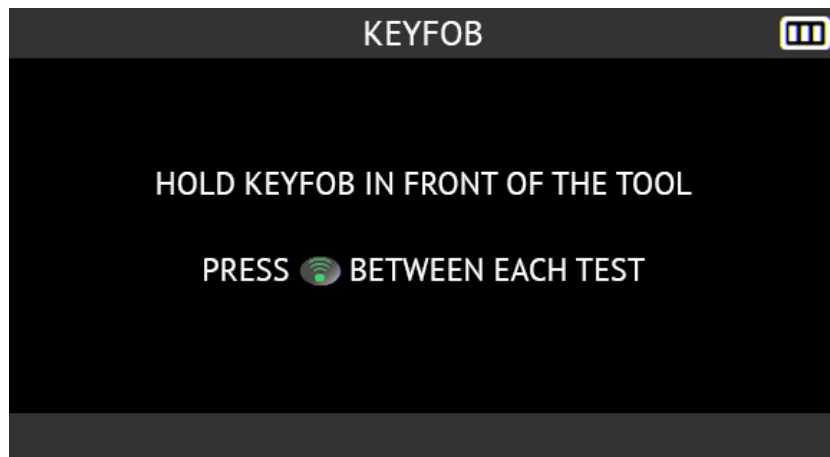 KEYFOB
HOLD KEYFOB IN FRONT OF THE TOOL
PRESS BETWEEN EACH TEST